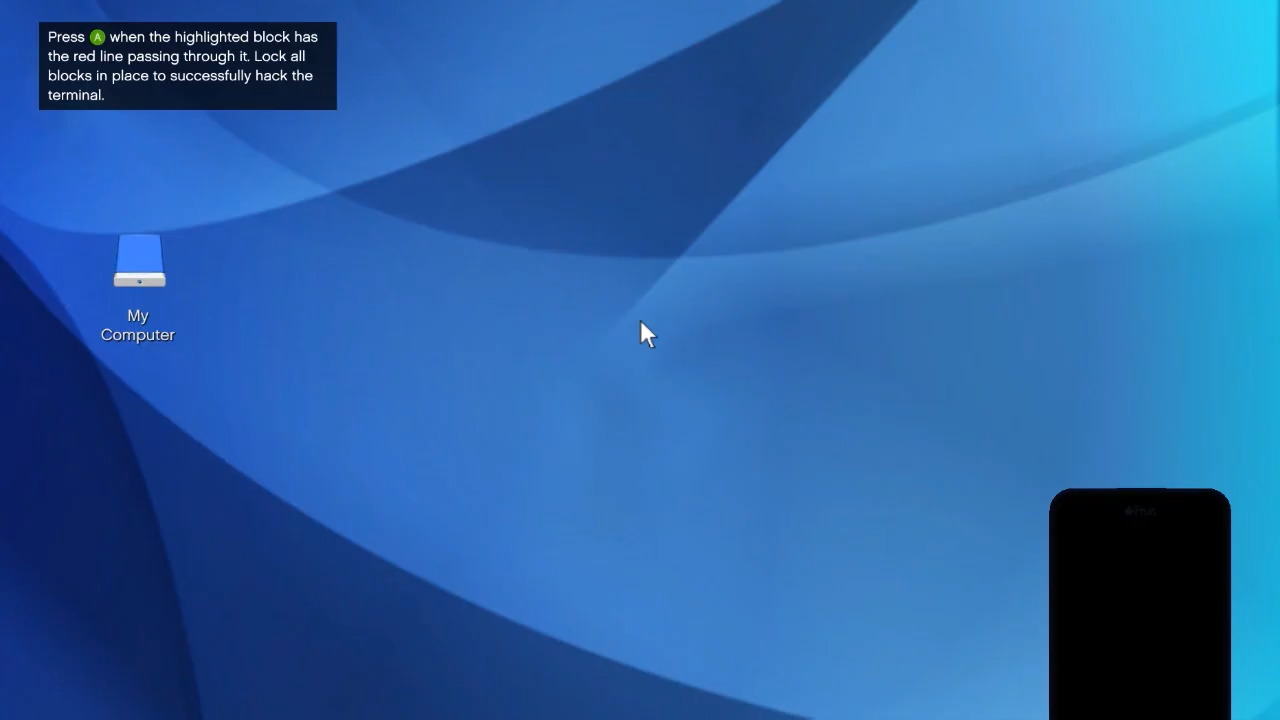 Press A when the highlighted block has
the red line passing through it. Lock all
blocks in place to successfully hack the
terminal.
My
Computer
Fruit